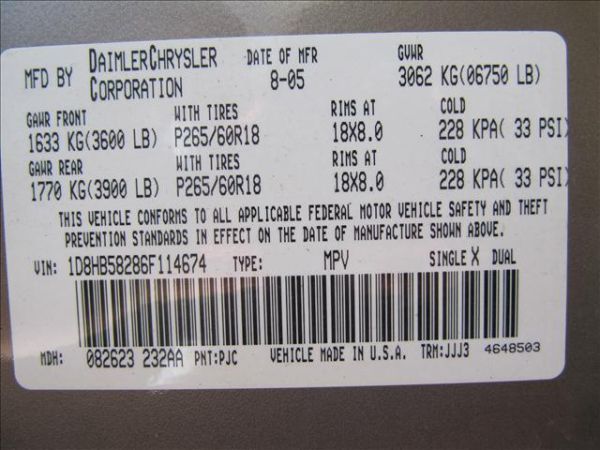 MFD BY DAIMLERCHRYSLER CORPORATION DATE OF MFR 8-05 GVWR 3062 KG(06750 LB)
GAWR FRONT WITH TIRES RIMS AT COLD
1633 KG(3600 LB) P265/60R18 18X8.0 228 KPA( 33 PSI)
GAWR REAR WITH TIRES RIMS AT COLD
1770 KG(3900 LB) P265/60R18 18X8.0 228 KPA( 33 PSI)
THIS VEHICLE CONFORMS TO ALL APPLICABLE FEDERAL MOTOR VEHICLE SAFETY AND THEFT
PREVENTION STANDARDS IN EFFECT ON THE DATE OF MANUFACTURE SHOWN ABOVE.
VIN: 1D8HB58286F114674 TYPE: MPV SINGLE X DUAL
MDH: 082623 232AA PNT:PJC VEHICLE MADE IN U.S.A. TRM:JJJ3 4648503